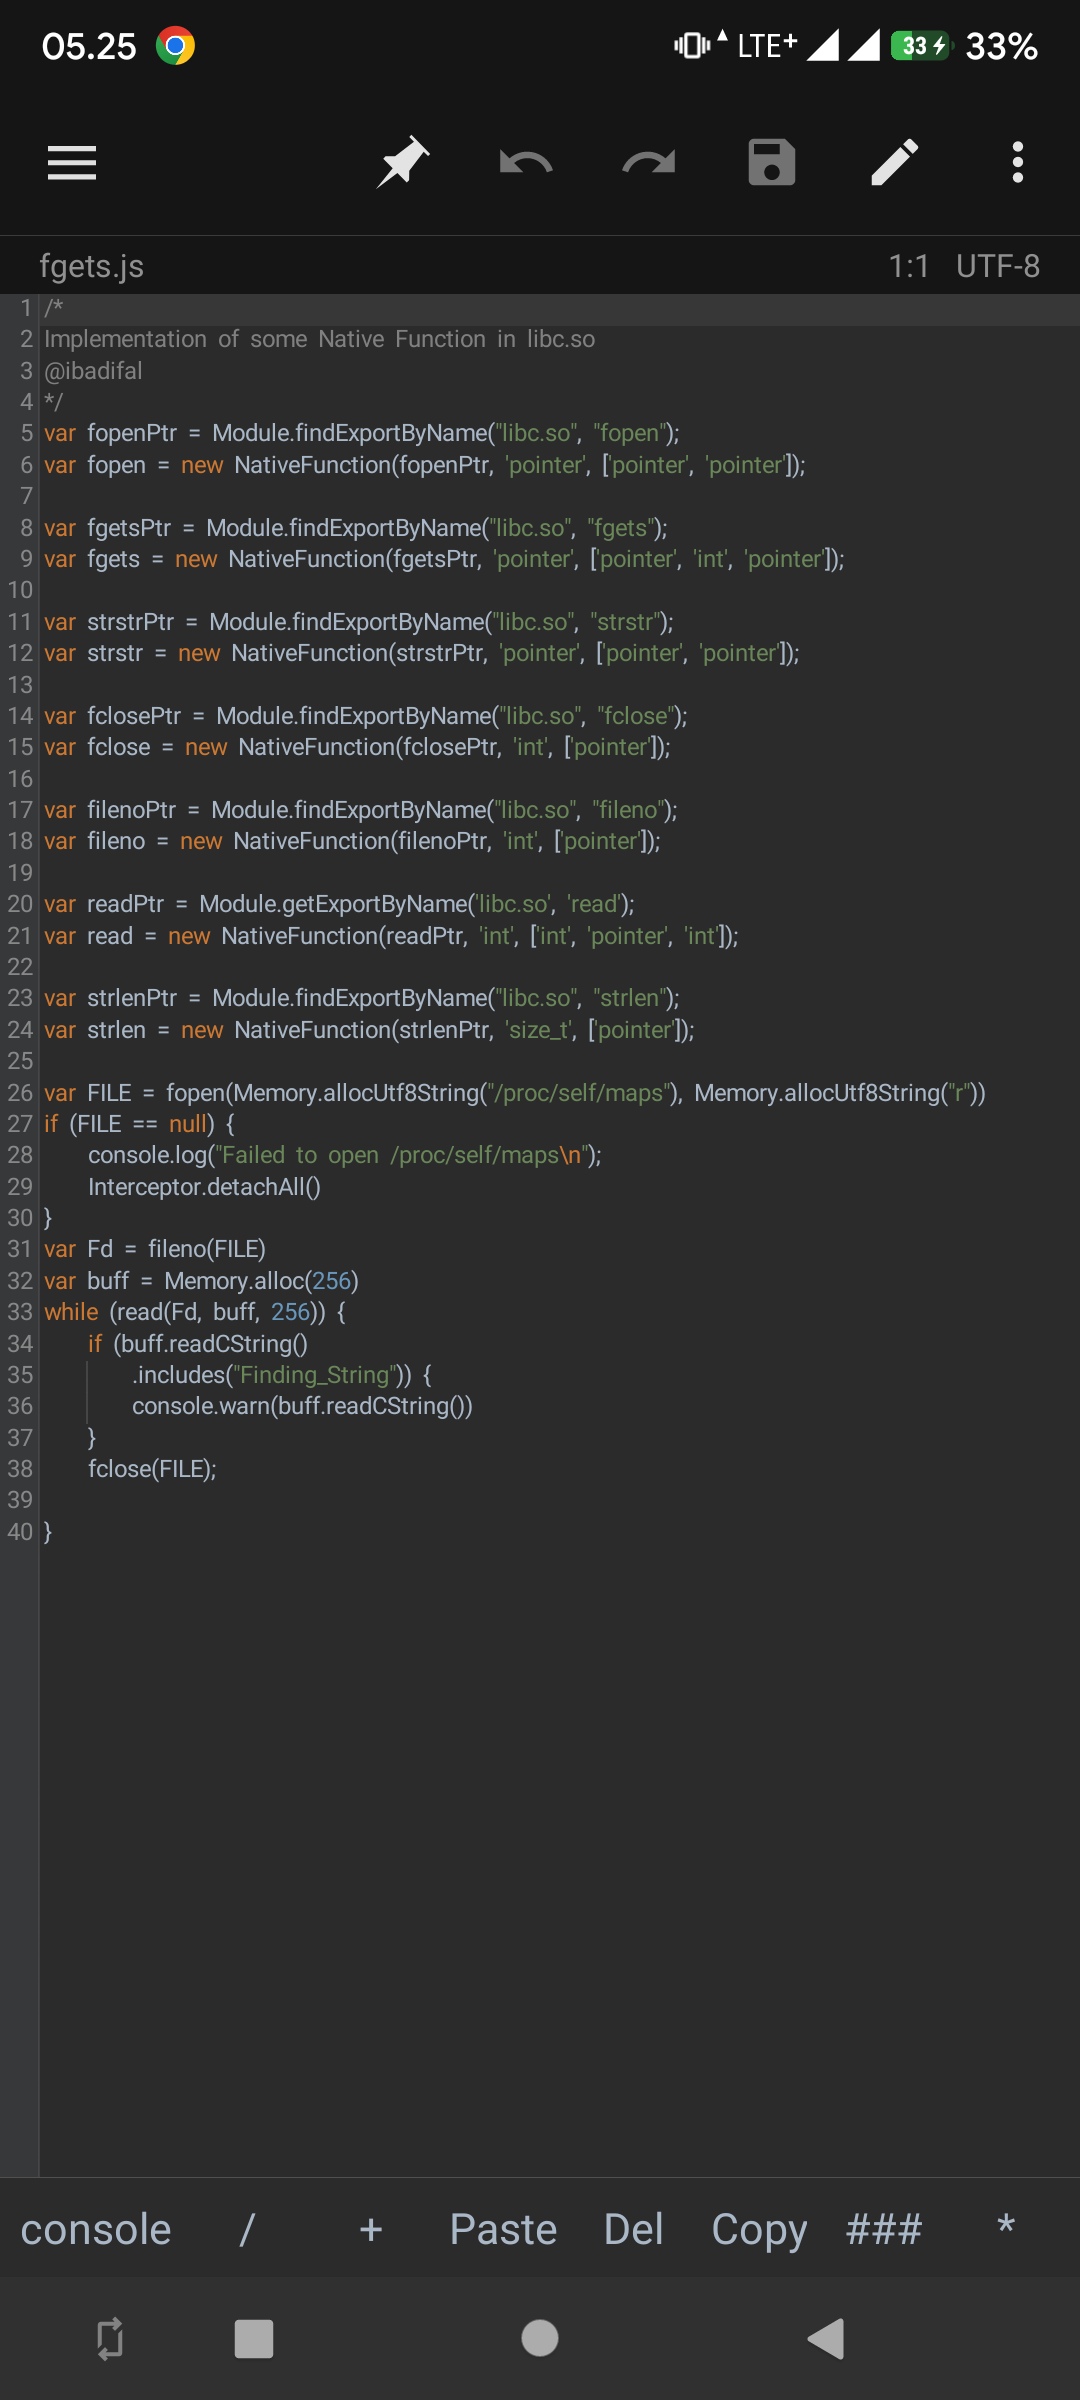 05.25 LTE+ 33 33%
fgets.js 1:1 UTF-8
1 /*
2 Implementation of some Native Function in libc.so
3 @ibadifal
4 */
5 var fopenPtr = Module.findExportByName("libc.so", "fopen");
6 var fopen = new NativeFunction(fopenPtr, 'pointer', ['pointer', 'pointer']);
7
8 var fgetsPtr = Module.findExportByName("libc.so", "fgets");
9 var fgets = new NativeFunction(fgetsPtr, 'pointer', ['pointer', 'int', 'pointer']);
10
11 var strstrPtr = Module.findExportByName("libc.so", "strstr");
12 var strstr = new NativeFunction(strstrPtr, 'pointer', ['pointer', 'pointer']);
13
14 var fclosePtr = Module.findExportByName("libc.so", "fclose");
15 var fclose = new NativeFunction(fclosePtr, 'int', ['pointer']);
16
17 var filenoPtr = Module.findExportByName("libc.so", "fileno");
18 var fileno = new NativeFunction(filenoPtr, 'int', ['pointer']);
19
20 var readPtr = Module.getExportByName('libc.so', 'read');
21 var read = new NativeFunction(readPtr, 'int', ['int', 'pointer', 'int']);
22
23 var strlenPtr = Module.findExportByName("libc.so", "strlen");
24 var strlen = new NativeFunction(strlenPtr, 'size_t', ['pointer']);
25
26 var FILE = fopen(Memory.allocUtf8String("/proc/self/maps"), Memory.allocUtf8String("r"))
27 if (FILE == null) {
28     console.log("Failed to open /proc/self/maps\n");
29     Interceptor.detachAll()
30 }
31 var Fd = fileno(FILE)
32 var buff = Memory.alloc(256)
33 while (read(Fd, buff, 256)) {
34     if (buff.readCString()
35         .includes("Finding_String")) {
36         console.warn(buff.readCString())
37     }
38     fclose(FILE);
39
40 }
console / + Paste Del Copy ### *